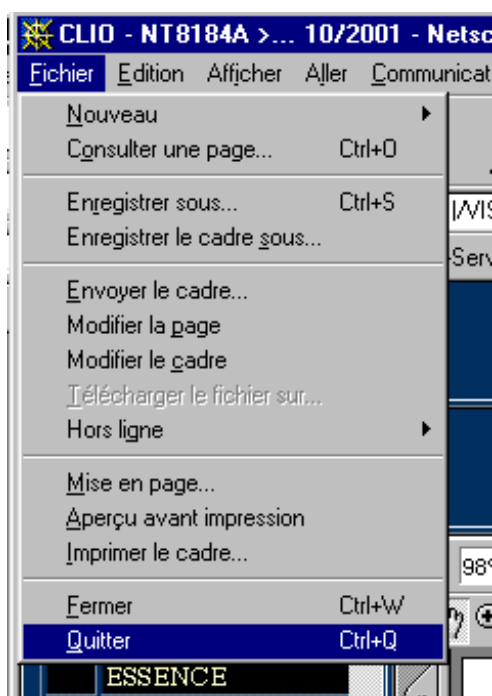 CLIO - NT8184A >... 10/2001 - Netsc
Fichier Edition Afficher Aller Communicat
Nouveau
Consulter une page... Ctrl+O
Enregistrer sous... Ctrl+S
Enregistrer le cadre sous...
Envoyer le cadre...
Modifier la page
Modifier le cadre
Télécharger le fichier sur...
Hors ligne
Mise en page...
Aperçu avant impression
Imprimer le cadre...
98%
Fermer Ctrl+W
Quitter Ctrl+Q
ESSENCE